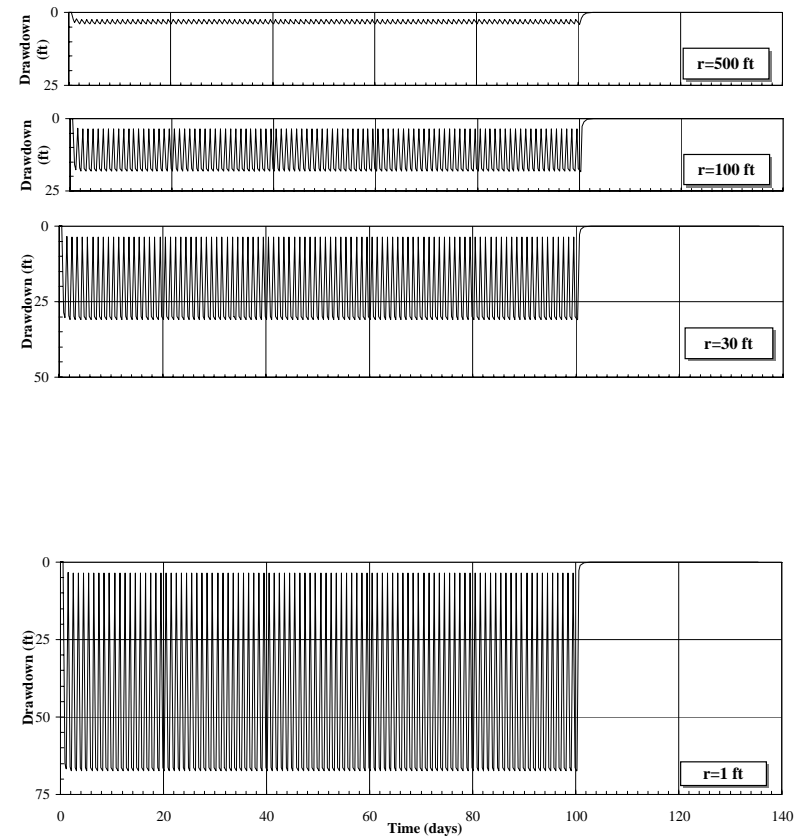 0
Drawdown
(ft)
25
r=500 ft
0
Drawdown
(ft)
25
r=100 ft
0
25
50
Drawdown (ft)
r=30 ft
0
25
50
75
Drawdown (ft)
r=1 ft
0 20 40 60 80 100 120 140
Time (days)